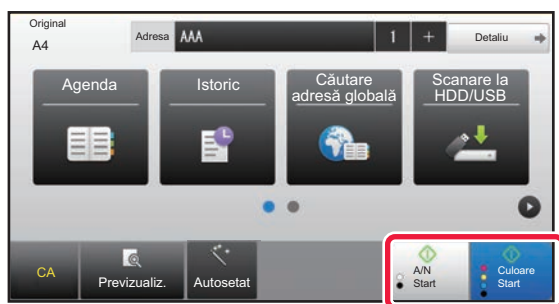 Original
A4
Adresa AAA 1 + Detaliu
Agenda
Istoric
Căutare
adresă globală
Scanare la
HDD/USB
CA
Previzualiz.
Autosetat
A/N
Start
Culoare
Start